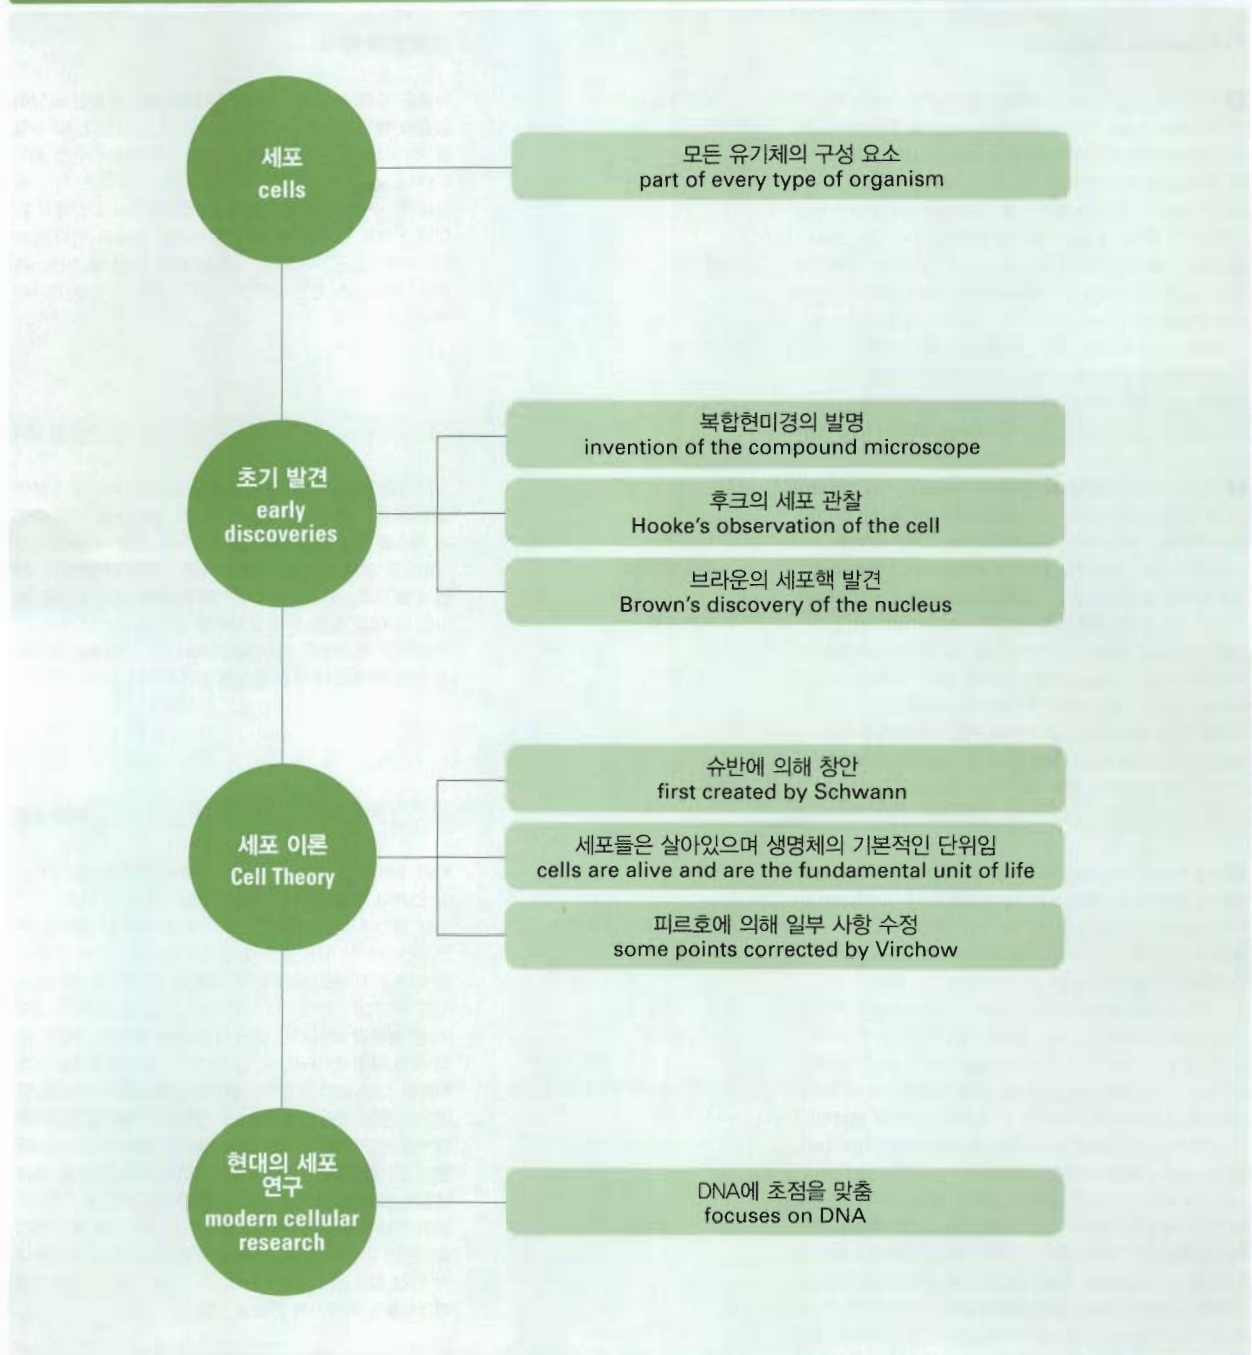 세포
cells
모든 유기체의 구성 요소
part of every type of organism
초기 발견
early
discoveries
복합현미경의 발명
invention of the compound microscope
후크의 세포 관찰
Hooke's observation of the cell
브라운의 세포핵 발견
Brown's discovery of the nucleus
세포 이론
Cell Theory
슈반에 의해 창안
first created by Schwann
세포들은 살아있으며 생명체의 기본적인 단위임
cells are alive and are the fundamental unit of life
피르호에 의해 일부 사항 수정
some points corrected by Virchow
현대의 세포
연구
modern cellular
research
DNA에 초점을 맞춤
focuses on DNA